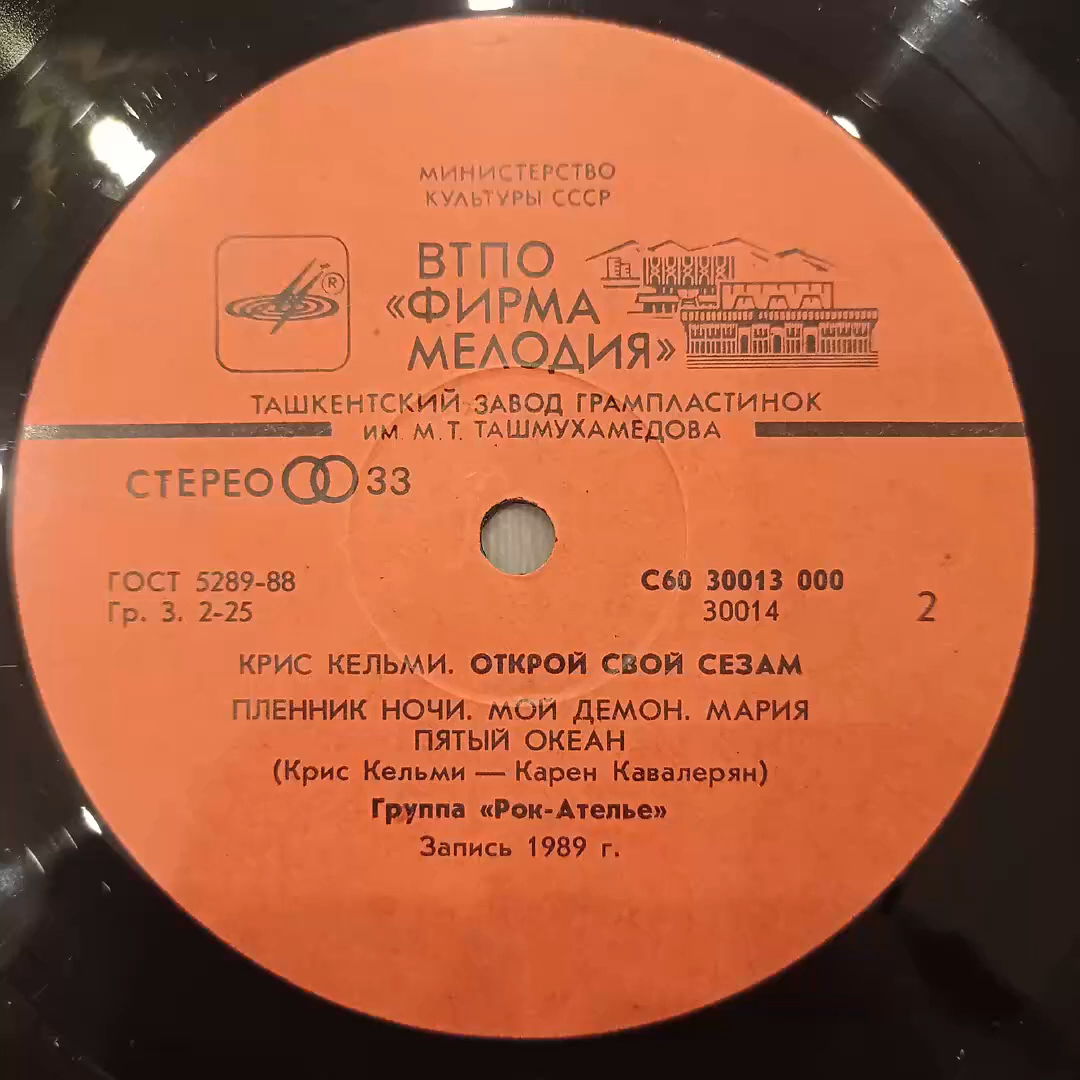 МИНИСТЕРСТВО
КУЛЬТУРЫ СССР
ВТПО
«ФИРМА
МЕЛОДИЯ»
®
ТАШКЕНТСКИЙ ЗАВОД ГРАМПЛАСТИНОК
ИМ. М. Т. ТАШМУХАМЕДОВА
СТЕРЕО 33
ГОСТ 5289-88
Гр. 3. 2-25
С60 30013 000
30014
2
КРИС КЕЛЬМИ. ОТКРОЙ СВОЙ СЕЗАМ
ПЛЕННИК НОЧИ. МОЙ ДЕМОН. МАРИЯ
ПЯТЫЙ ОКЕАН
(Крис Кельми — Карен Кавалерян)
Группа «Рок-Ателье»
Запись 1989 г.